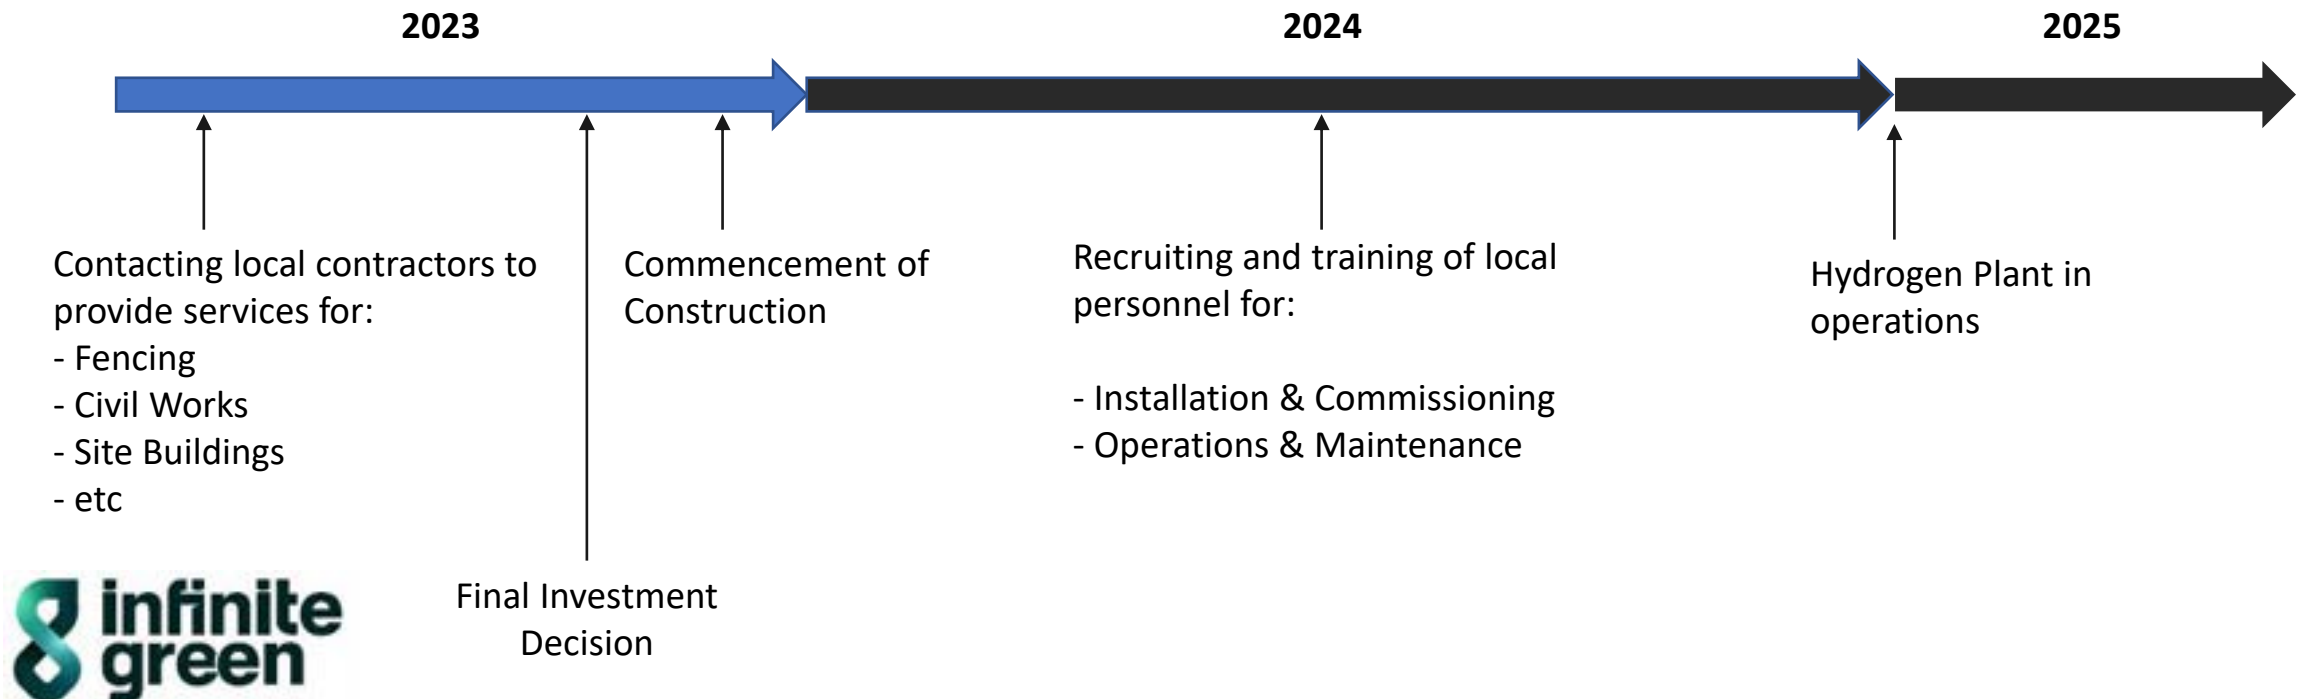 2023
2024
2025
Contacting local contractors to
provide services for:
- Fencing
- Civil Works
- Site Buildings
- etc
Final Investment
Decision
Commencement of
Construction
Recruiting and training of local
personnel for:
- Installation & Commissioning
- Operations & Maintenance
Hydrogen Plant in
operations
infinite
green